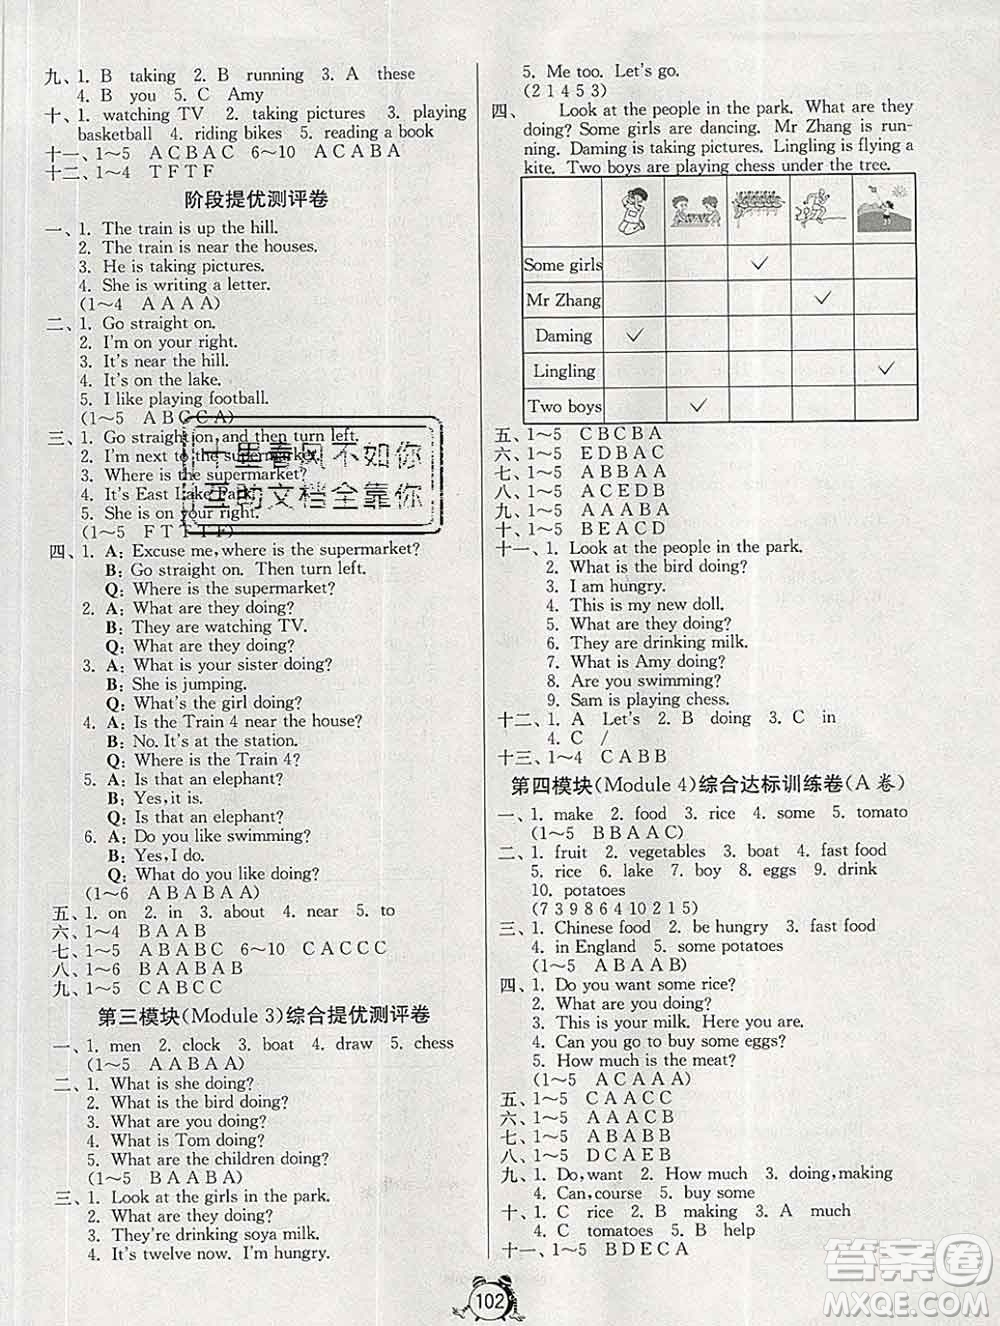 九、1. B taking 2. B running 3. A these
4. B you 5. C Amy
十、1. watching TV 2. taking pictures 3. playing
basketball 4. riding bikes 5. reading a book
十一、1～5 A C B A C 6～10 A C A B A
十二、1～4 T F T F
阶段提优测评卷
一、1. The train is up the hill.
2. The train is near the houses.
3. He is taking pictures.
4. She is writing a letter.
(1～4 A A A A)
二、1. Go straight on.
2. I'm on your right.
3. It's near the hill.
4. It's on the lake.
5. I like playing football.
(1～5 A B C C A)
三、1. Go straight on, and then turn left.
2. I'm next to the supermarket.
3. Where is the supermarket?
4. It's East Lake Park.
5. She is on your right.
(1～5 F T T T F)
十里春风不如你
互助文档全靠你
四、1. A: Excuse me, where is the supermarket?
B: Go straight on. Then turn left.
Q: Where is the supermarket?
2. A: What are they doing?
B: They are watching TV.
Q: What are they doing?
3. A: What is your sister doing?
B: She is jumping.
Q: What's the girl doing?
4. A: Is the Train 4 near the house?
B: No. It's at the station.
Q: Where is the Train 4?
5. A: Is that an elephant?
B: Yes, it is.
Q: Is that an elephant?
6. A: Do you like swimming?
B: Yes, I do.
Q: What do you like doing?
(1～6 A B A B A A)
五、1. on 2. in 3. about 4. near 5. to
六、1～4 B A A B
七、1～5 A B A B C 6～10 C A C C C
八、1～6 B A A B A B
九、1～5 C A B C C
第三模块(Module 3)综合提优测评卷
一、1. men 2. clock 3. boat 4. draw 5. chess
(1～5 A A B A A)
二、1. What is she doing?
2. What is the bird doing?
3. What are you doing?
4. What is Tom doing?
5. What are the children doing?
(1～5 B A A B A)
三、1. Look at the girls in the park.
2. What are they doing?
3. They're drinking soya milk.
4. It's twelve now. I'm hungry.
5. Me too. Let's go.
(2 1 4 5 3)
四、Look at the people in the park. What are they
doing? Some girls are dancing. Mr Zhang is run-
ning. Daming is taking pictures. Lingling is flying a
kite. Two boys are playing chess under the tree.
Some girls ✓
Mr Zhang ✓
Daming ✓
Lingling ✓
Two boys ✓
五、1～5 C B C B A
六、1～5 E D B A C
七、1～5 A B B A A
八、1～5 A C E D B
九、1～5 A A A B A
十、1～5 B E A C D
十一、1. Look at the people in the park.
2. What is the bird doing?
3. I am hungry.
4. This is my new doll.
5. What are they doing?
6. They are drinking milk.
7. What is Amy doing?
8. Are you swimming?
9. Sam is playing chess.
十二、1. A Let's 2. B doing 3. C in
4. C /
十三、1～4 C A B B
第四模块(Module 4)综合达标训练卷(A 卷)
一、1. make 2. food 3. rice 4. some 5. tomato
(1～5 B B A A C)
二、1. fruit 2. vegetables 3. boat 4. fast food
5. rice 6. lake 7. boy 8. eggs 9. drink
10. potatoes
(7 3 9 8 6 4 10 2 1 5)
三、1. Chinese food 2. be hungry 3. fast food
4. in England 5. some potatoes
(1～5 B A A B A)
四、1. Do you want some rice?
2. What are you doing?
3. This is your milk. Here you are.
4. Can you go to buy some eggs?
5. How much is the meat?
(1～5 A C A A A)
五、1～5 C A A C C
六、1～5 A A A C B
七、1～5 A B A B B
八、1～5 D C A E B
九、1. Do, want 2. How much 3. doing, making
4. Can, course 5. buy some
十、1. C rice 2. B making 3. A much
4. C tomatoes 5. B help
十一、1～5 B D E C A
102
答案圈
MXQE.COM